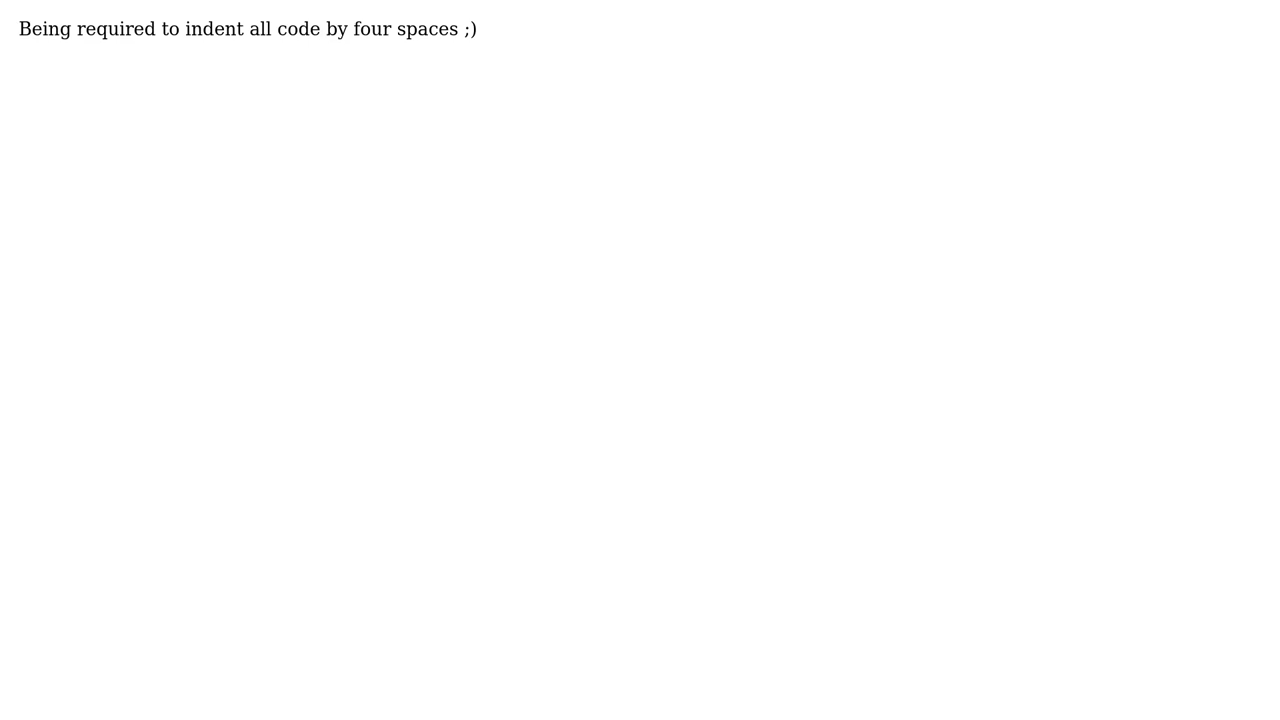 Being required to indent all code by four spaces ;)